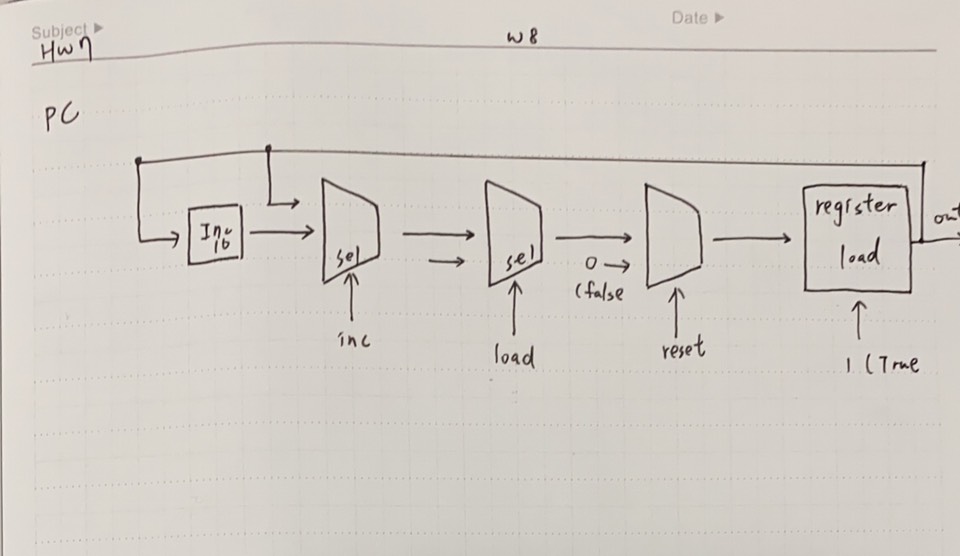 Subject
Date
HW7
W8
PC
Inc
16
sel
inc
sel
load
0
(false
reset
register
load
1 (True
out